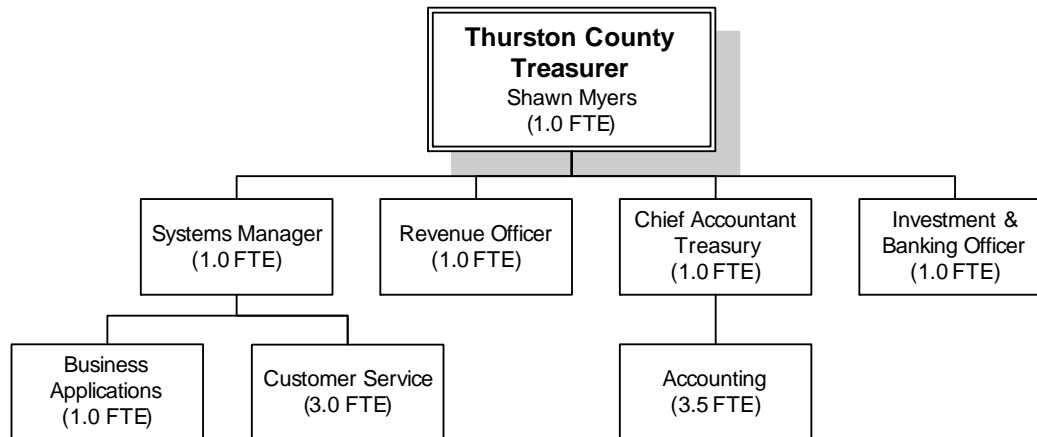 Thurston County
Treasurer
Shawn Myers
(1.0 FTE)
Systems Manager
(1.0 FTE)
Revenue Officer
(1.0 FTE)
Chief Accountant
Treasury
(1.0 FTE)
Investment &
Banking Officer
(1.0 FTE)
Business
Applications
(1.0 FTE)
Customer Service
(3.0 FTE)
Accounting
(3.5 FTE)